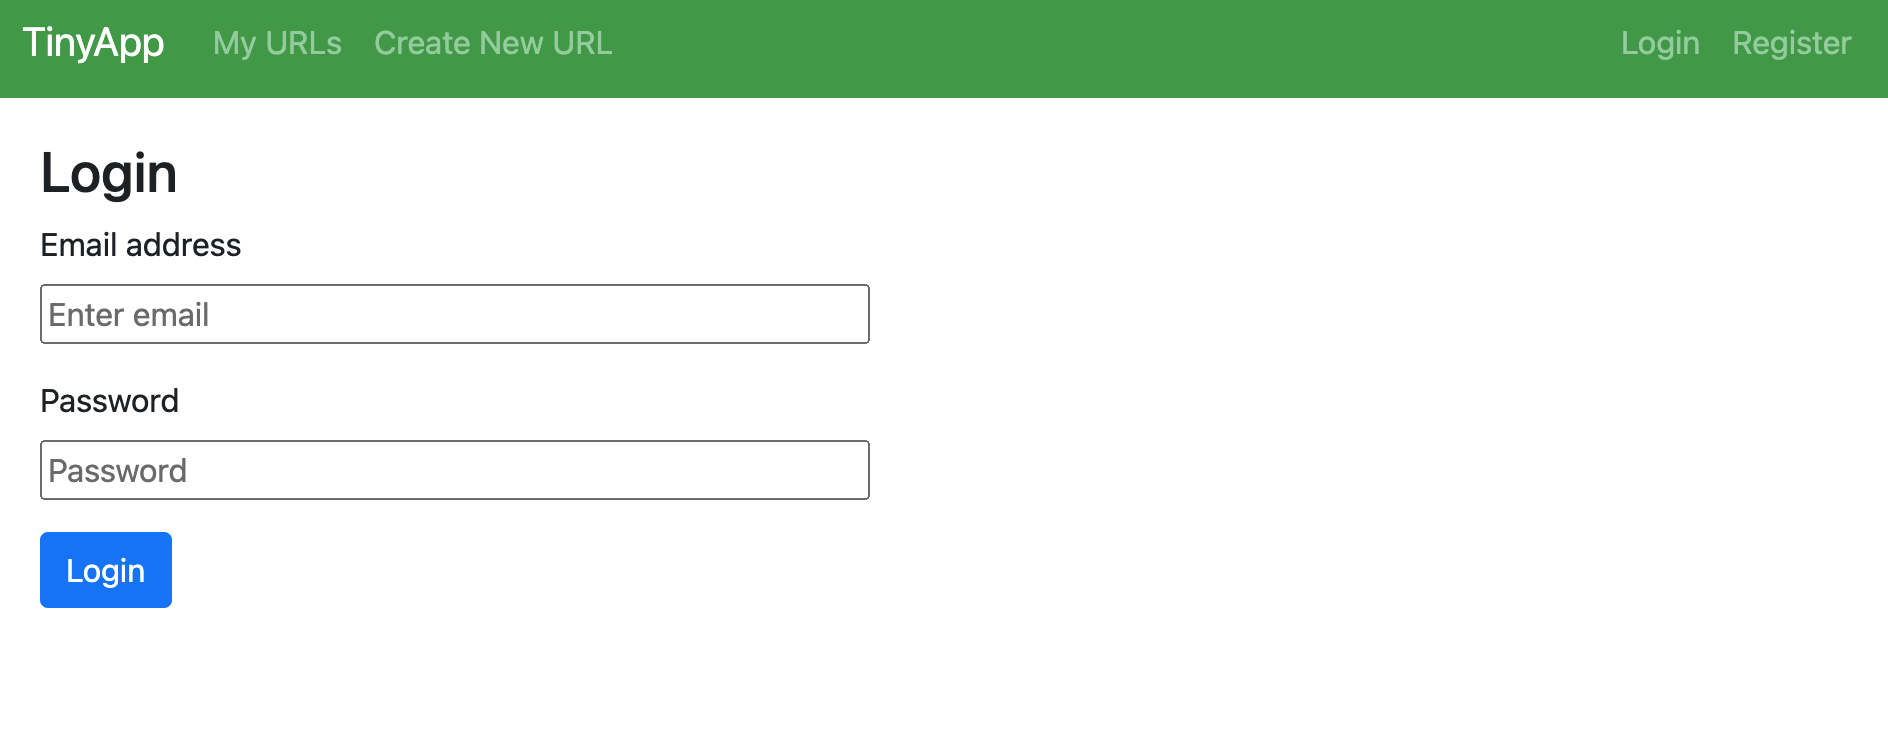 TinyApp My URLs Create New URL Login Register
Login
Email address
Enter email
Password
Password
Login